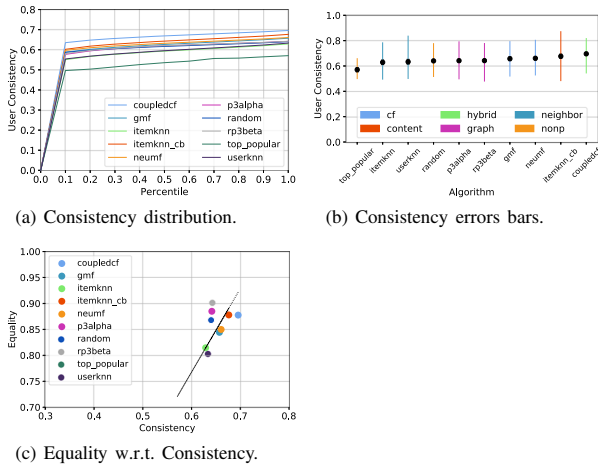 0.8
0.7
0.6
0.5
0.4
0.3
0.2
0.1
0.0
User Consistency
coupledcf
gmf
itemknn
itemknn_cb
neumf
p3alpha
random
rp3beta
top_popular
userknn
0.0 0.1 0.2 0.3 0.4 0.5 0.6 0.7 0.8 0.9 1.0
Percentile
(a) Consistency distribution.
1.0
0.8
0.6
0.4
0.2
0.0
User Consistency
cf
content
hybrid
graph
neighbor
nonp
top_popular
itemknn
userknn
random
p3alpha
rp3beta
gmf
neumf
itemknn_cb
coupledcf
Algorithm
(b) Consistency errors bars.
1.00
0.95
0.90
0.85
0.80
0.75
0.70
Equality
coupledcf
gmf
itemknn
itemknn_cb
neumf
p3alpha
random
rp3beta
top_popular
userknn
0.3 0.4 0.5 0.6 0.7 0.8
Consistency
(c) Equality w.r.t. Consistency.